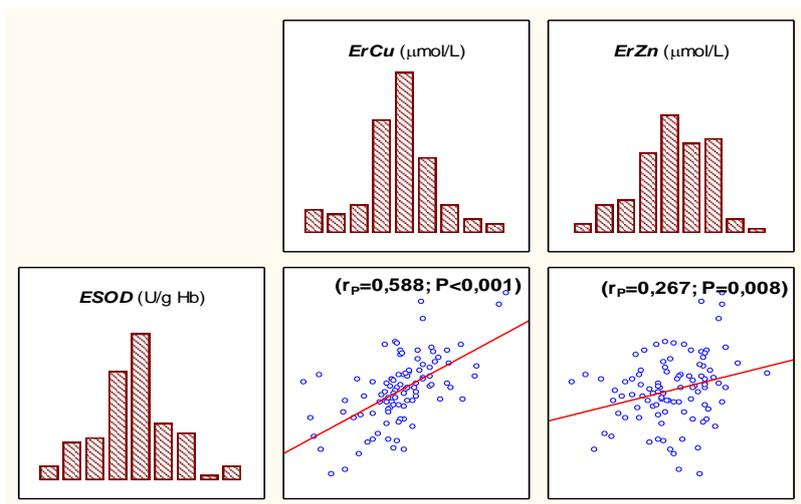 ErCu (μmol/L)
ErZn (μmol/L)
ESOD (U/g Hb)
(rP=0,588; P<0,001)
(rP=0,267; P=0,008)